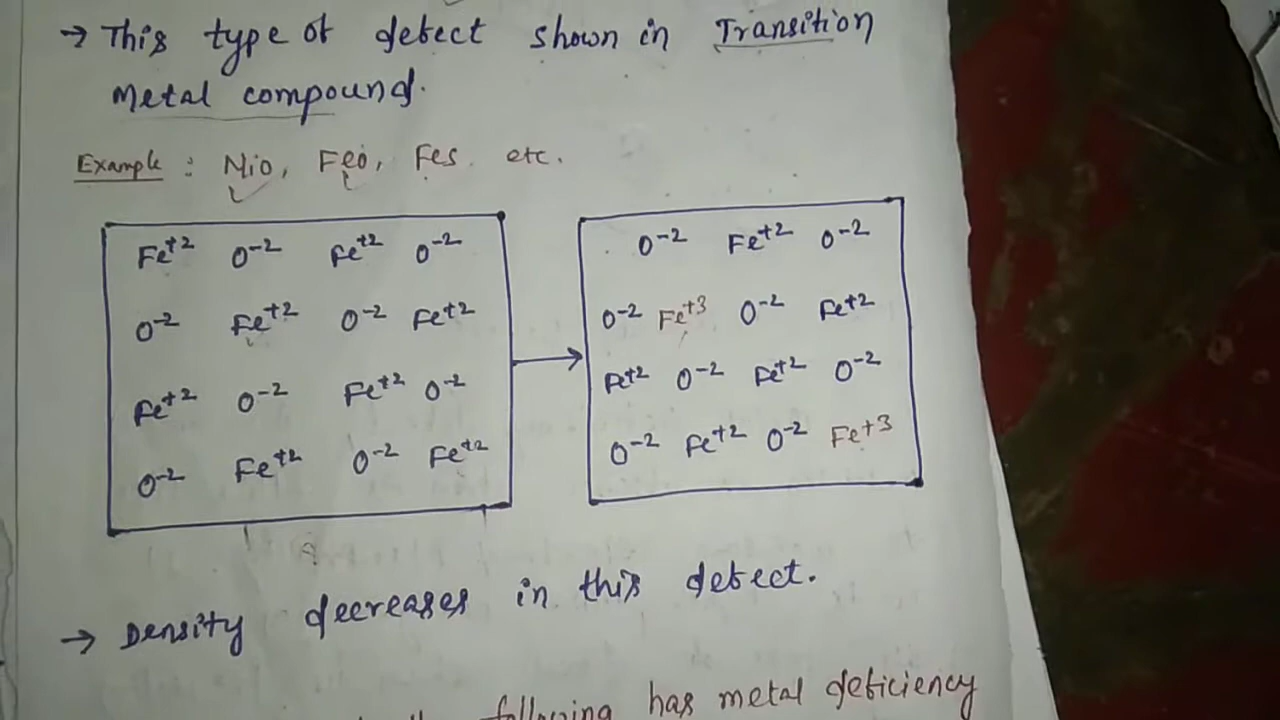 → This type of defect shown in Transition
Metal compound.
Example : NiO, FeO, FeS. etc.
Fe+2 O-2 Fe+2 O-2
O-2 Fe+2 O-2 Fe+2
Fe+2 O-2 Fe+2 O-2
O-2 Fe+2 O-2 Fe+2
O-2 Fe+2 O-2
O-2 Fe+3 O-2 Fe+2
Fe+2 O-2 Fe+2 O-2
O-2 Fe+2 O-2 Fe+3
→ Density decreases in this defect.
following has metal deficiency